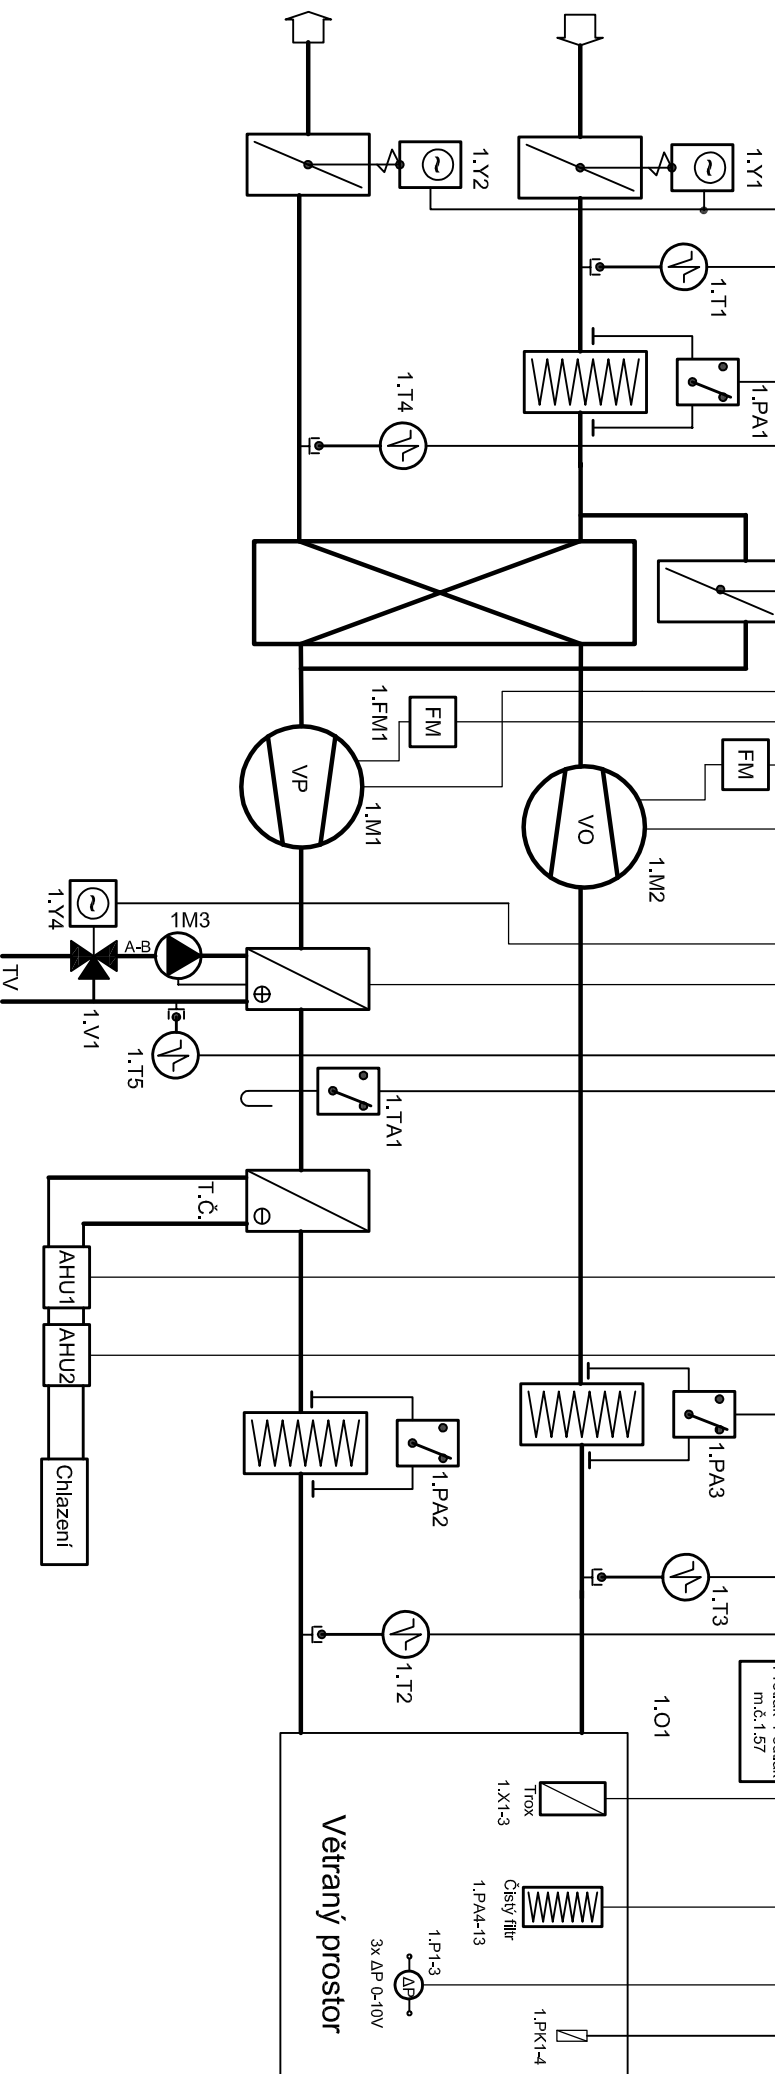 1.Y2
1.Y1
1.T1
1.T4
1.PA1
1.FM1
FM
FM
VP
1.M1
VO
1.M2
1.Y4
1M3
A-B
TV
1.V1
1.T5
1.TA1
T.Č.
AHU1
AHU2
Chlazení
1.PA2
1.PA3
1.T3
1.T2
1.O1
m.č.1.57
Trox
1.X1-3
Čistý filtr
1.PA4-13
Větraný prostor
1.P1-3
ΔP
3x ΔP 0-10V
1.PK1-4